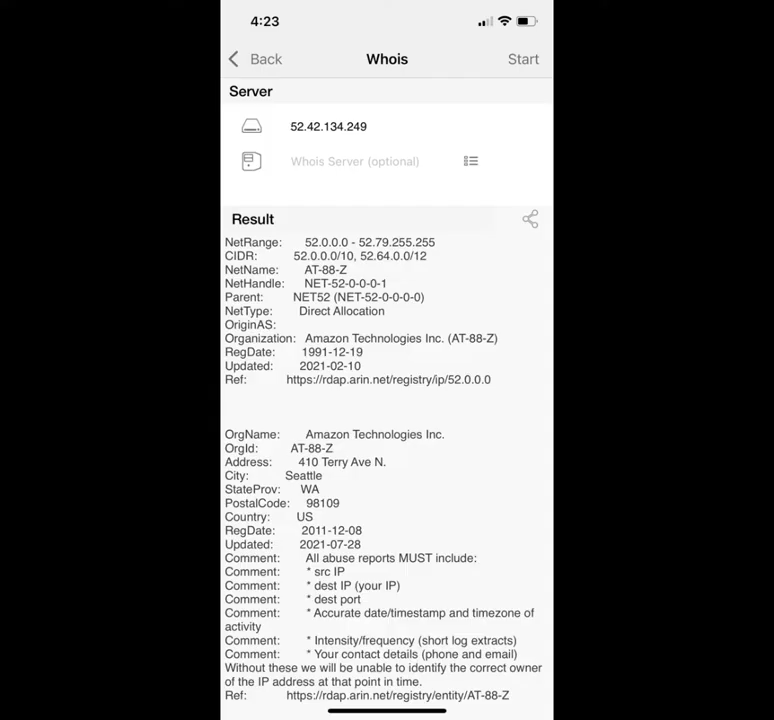 4:23
Back
Whois
Start
Server
52.42.134.249
Whois Server (optional)
Result
NetRange: 52.0.0.0 - 52.79.255.255
CIDR: 52.0.0.0/10, 52.64.0.0/12
NetName: AT-88-Z
NetHandle: NET-52-0-0-0-1
Parent: NET52 (NET-52-0-0-0-0)
NetType: Direct Allocation
OriginAS:
Organization: Amazon Technologies Inc. (AT-88-Z)
RegDate: 1991-12-19
Updated: 2021-02-10
Ref: https://rdap.arin.net/registry/ip/52.0.0.0
OrgName: Amazon Technologies Inc.
OrgId: AT-88-Z
Address: 410 Terry Ave N.
City: Seattle
StateProv: WA
PostalCode: 98109
Country: US
RegDate: 2011-12-08
Updated: 2021-07-28
Comment: All abuse reports MUST include:
Comment: * src IP
Comment: * dest IP (your IP)
Comment: * dest port
Comment: * Accurate date/timestamp and timezone of
activity
Comment: * Intensity/frequency (short log extracts)
Comment: * Your contact details (phone and email)
Without these we will be unable to identify the correct owner
of the IP address at that point in time.
Ref: https://rdap.arin.net/registry/entity/AT-88-Z